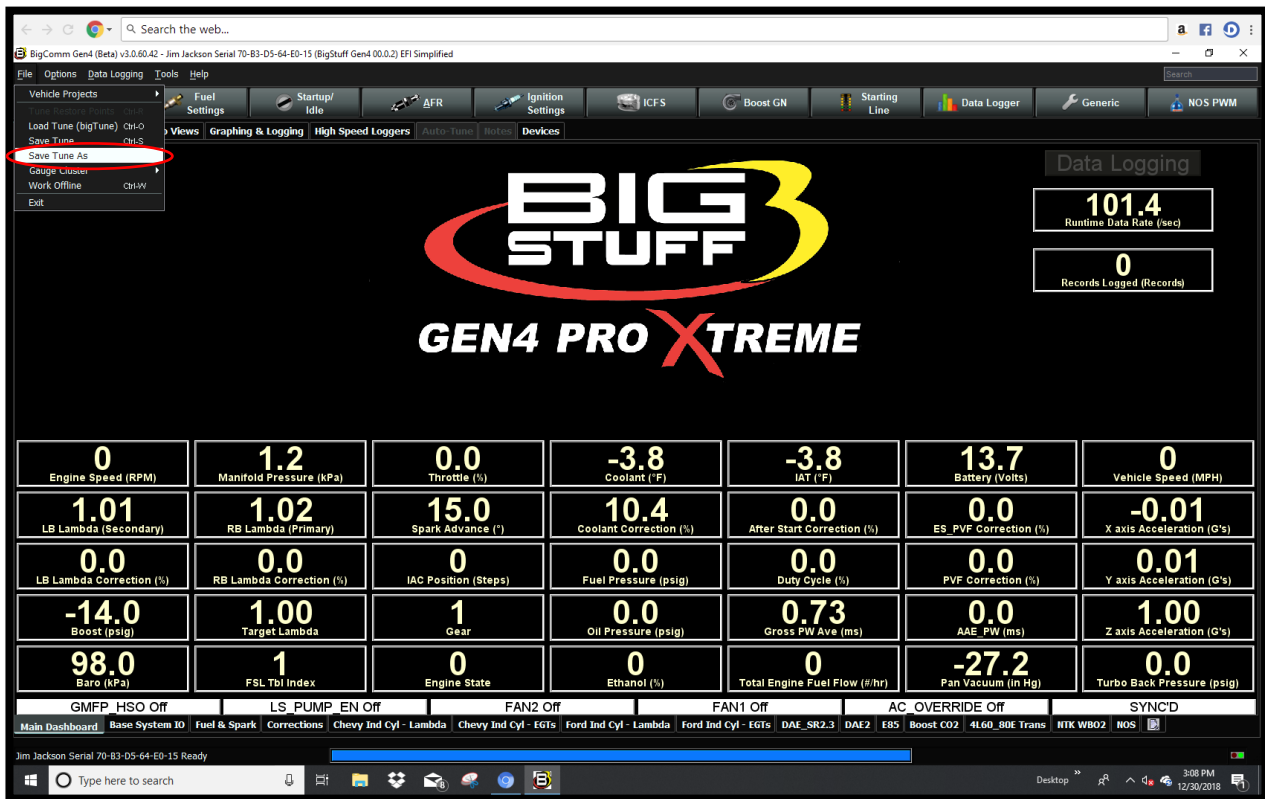 Search the web...
BigComm Gen4 (Beta) v3.0.60.42 - Jim Jackson Serial 70-B3-D5-64-E0-15 (BigStuff Gen4 00.0.2) EFI Simplified
File Options Data Logging Tools Help
Search
Vehicle Projects
Tune Restore Points Ctrl-R
Load Tune (bigTune) Ctrl-O
Save Tune Ctrl-S
Save Tune As
Gauge Cluster
Work Offline Ctrl-W
Exit
Fuel Settings
Startup/ Idle
AFR
Ignition Settings
ICFS
Boost GN
Starting Line
Data Logger
Generic
NOS PWM
Views Graphing & Logging High Speed Loggers Auto-Tune Notes Devices
Data Logging
101.4
Runtime Data Rate (/sec)
0
Records Logged (Records)
BIG 3
STUFF
GEN4 PRO XTREME
0 1.2 0.0 -3.8 -3.8 13.7 0
Engine Speed (RPM) Manifold Pressure (kPa) Throttle (%) Coolant (°F) IAT (°F) Battery (Volts) Vehicle Speed (MPH)
1.01 1.02 15.0 10.4 0.0 0.0 -0.01
LB Lambda (Secondary) RB Lambda (Primary) Spark Advance (°) Coolant Correction (%) After Start Correction (%) ES_PVF Correction (%) X axis Acceleration (G's)
0.0 0.0 0 0.0 0.0 0.0 0.01
LB Lambda Correction (%) RB Lambda Correction (%) IAC Position (Steps) Fuel Pressure (psig) Duty Cycle (%) PVF Correction (%) Y axis Acceleration (G's)
-14.0 1.00 1 0.0 0.73 0.0 1.00
Boost (psig) Target Lambda Gear Oil Pressure (psig) Gross PW Ave (ms) AAE_PW (ms) Z axis Acceleration (G's)
98.0 1 0 0 0 -27.2 0.0
Baro (kPa) FSL Tbl Index Engine State Ethanol (%) Total Engine Fuel Flow (#/hr) Pan Vacuum (in Hg) Turbo Back Pressure (psig)
GMFP_HSO Off LS_PUMP_EN Off FAN2 Off FAN1 Off AC_OVERRIDE Off SYNC'D
Main Dashboard Base System IO Fuel & Spark Corrections Chevy Ind Cyl - Lambda Chevy Ind Cyl - EGTs Ford Ind Cyl - Lambda Ford Ind Cyl - EGTs DAE_SR2.3 DAE2 E85 Boost CO2 4L60_80E Trans NTK WBO2 NOS
Jim Jackson Serial 70-B3-D5-64-E0-15 Ready
Type here to search
Desktop
3:08 PM
12/30/2018